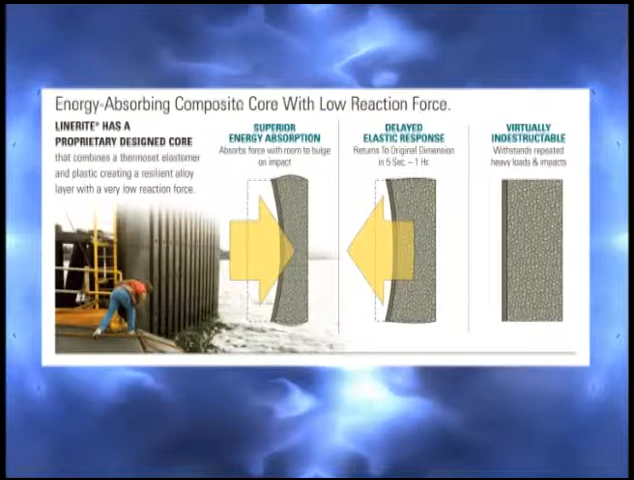 Energy-Absorbing Composite Core With Low Reaction Force.
LINERITE® HAS A
PROPRIETARY DESIGNED CORE
that combines a thermoset elastomer
and plastic creating a resilient alloy
layer with a very low reaction force.
SUPERIOR
ENERGY ABSORPTION
Absorbs force with room to bulge
on impact
DELAYED
ELASTIC RESPONSE
Returns To Original Dimension
in 5 Sec. – 1 Hr.
VIRTUALLY
INDESTRUCTABLE
Withstands repeated
heavy loads & impacts